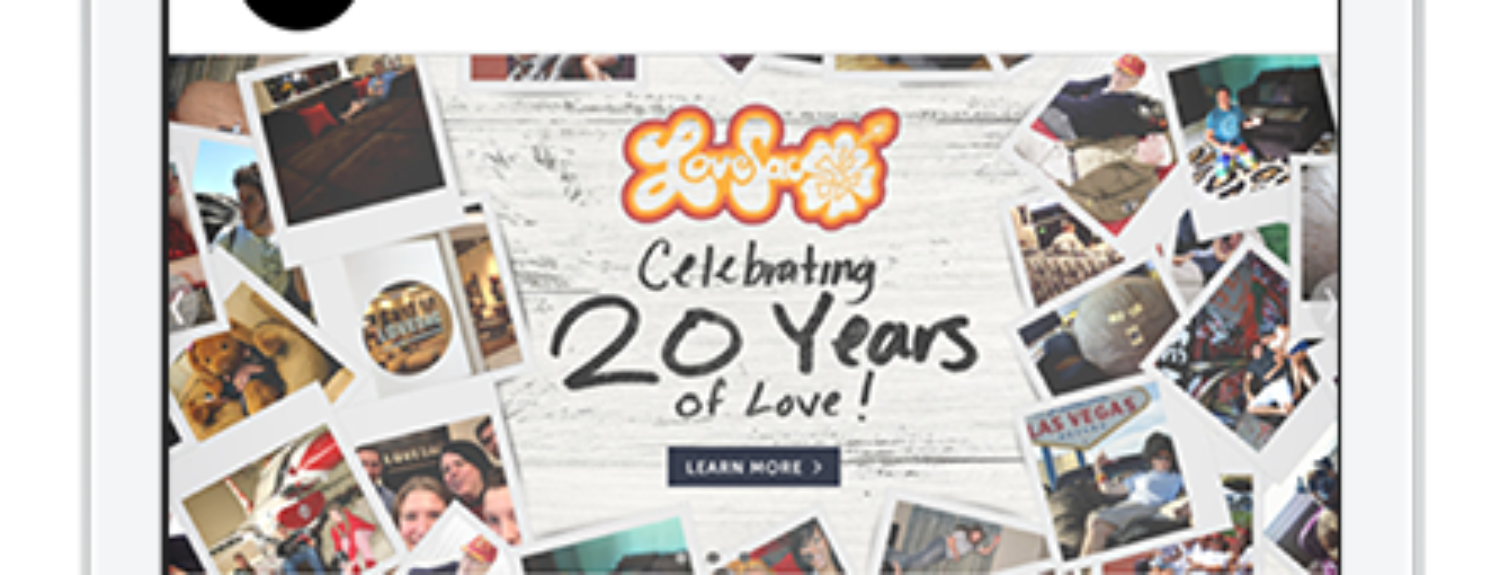 LoveSac
Celebrating
20 Years
of Love!
LEARN MORE >
LAS VEGAS